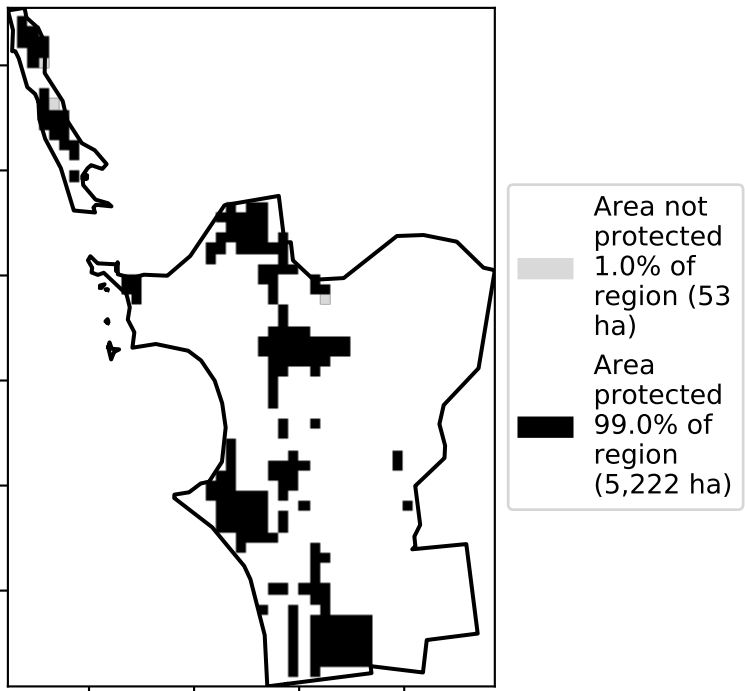 Area not
protected
1.0% of
region (53
ha)
Area
protected
99.0% of
region
(5,222 ha)